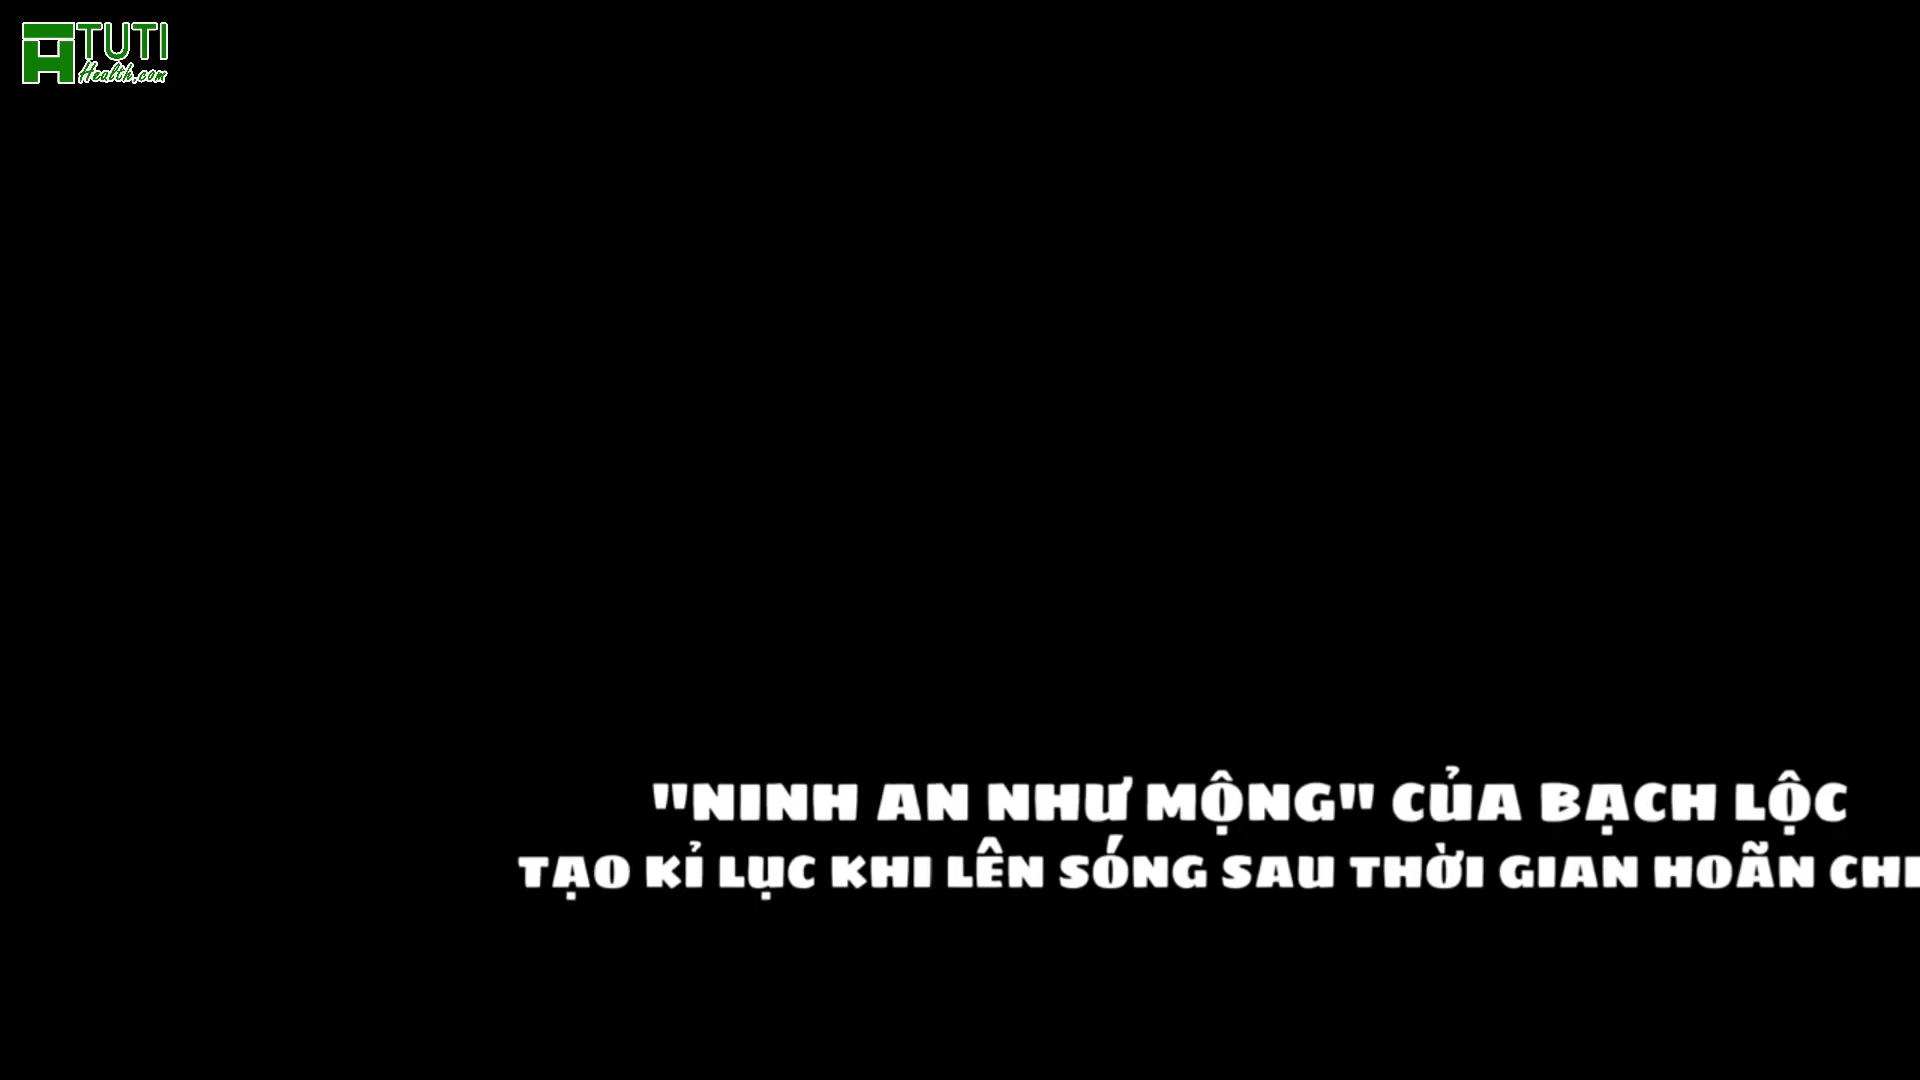 TUTI
Health.com
"NINH AN NHƯ MỘNG" CỦA BẠCH LỘC
TẠO KỈ LỤC KHI LÊN SÓNG SAU THỜI GIAN HOÃN